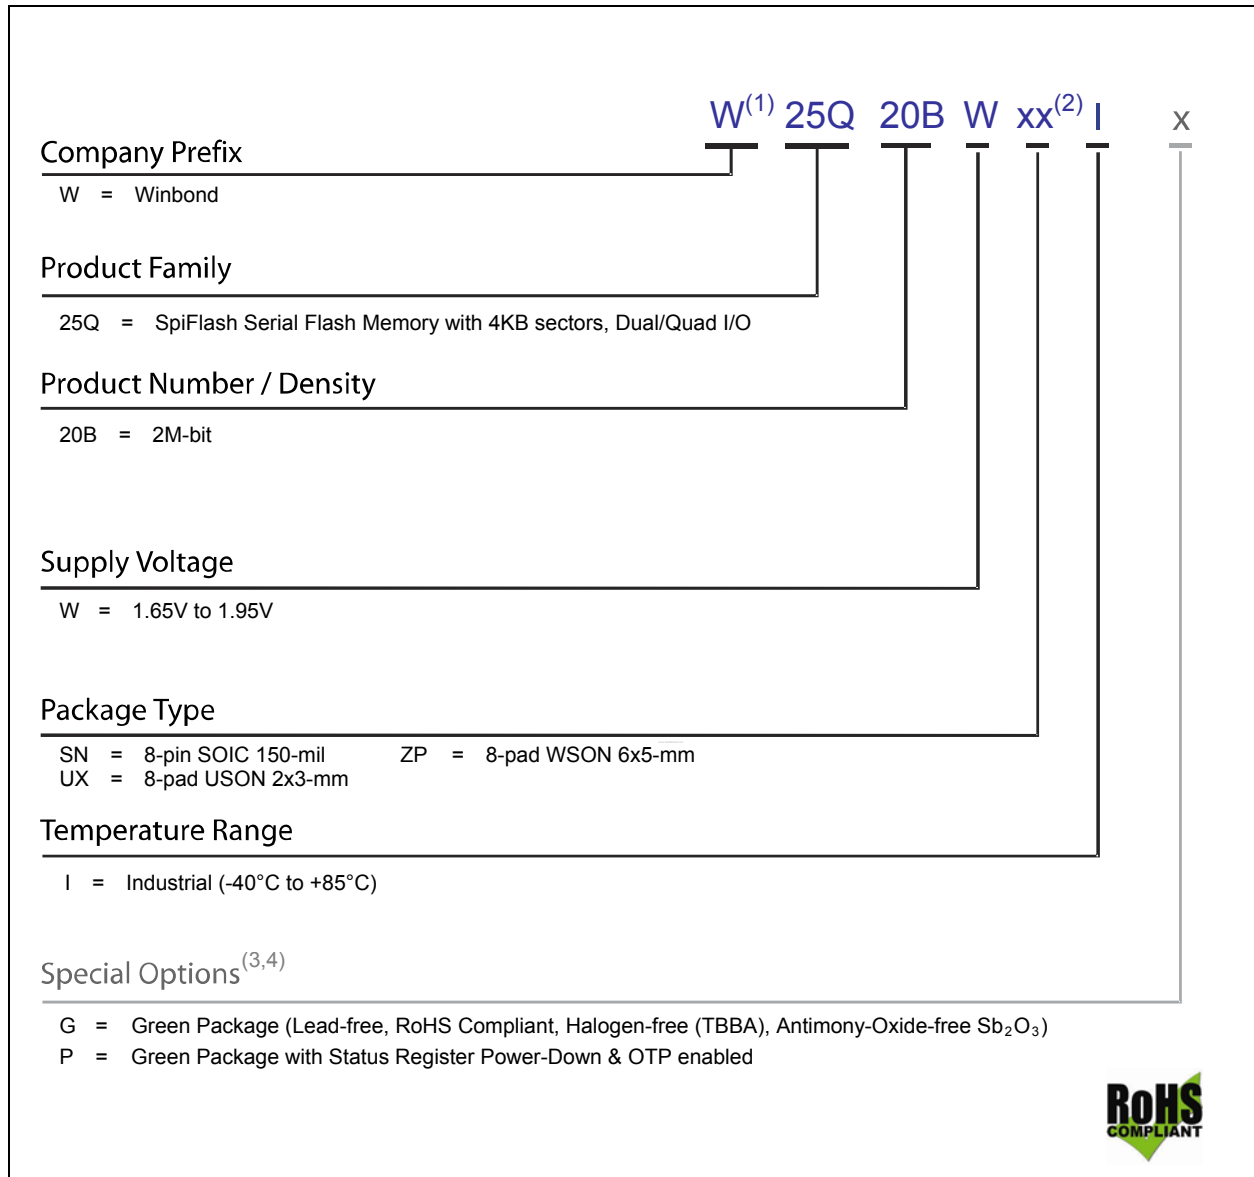 W(1) 25Q 20B W xx(2) I x
Company Prefix
W = Winbond
Product Family
25Q = SpiFlash Serial Flash Memory with 4KB sectors, Dual/Quad I/O
Product Number / Density
20B = 2M-bit
Supply Voltage
W = 1.65V to 1.95V
Package Type
SN = 8-pin SOIC 150-mil ZP = 8-pad WSON 6x5-mm
UX = 8-pad USON 2x3-mm
Temperature Range
I = Industrial (-40°C to +85°C)
Special Options(3,4)
G = Green Package (Lead-free, RoHS Compliant, Halogen-free (TBBA), Antimony-Oxide-free Sb₂O₃)
P = Green Package with Status Register Power-Down & OTP enabled
RoHS
COMPLIANT